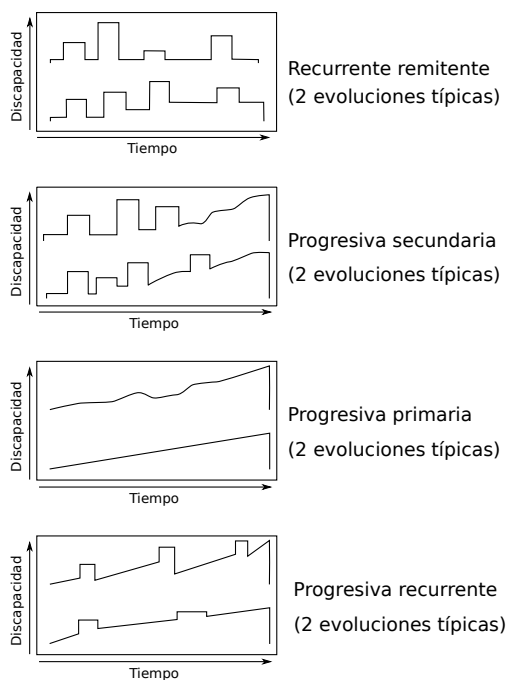 Discapacidad
Recurrente remitente
(2 evoluciones típicas)
Tiempo
Discapacidad
Progresiva secundaria
(2 evoluciones típicas)
Tiempo
Discapacidad
Progresiva primaria
(2 evoluciones típicas)
Tiempo
Discapacidad
Progresiva recurrente
(2 evoluciones típicas)
Tiempo